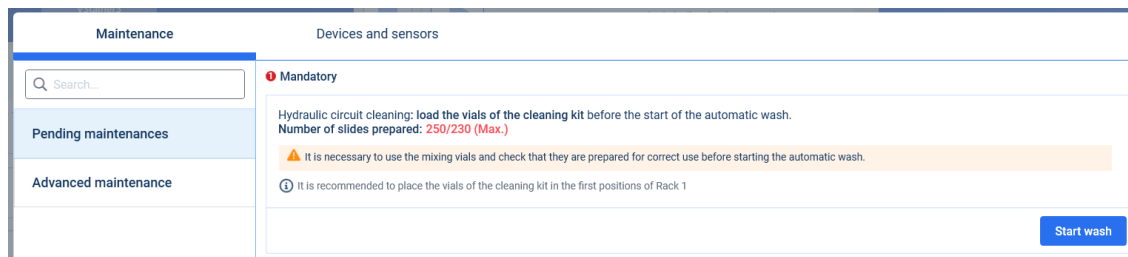 Maintenance
Devices and sensors
Search...
Pending maintenances
Advanced maintenance
Mandatory
Hydraulic circuit cleaning: load the vials of the cleaning kit before the start of the automatic wash.
Number of slides prepared: 250/230 (Max.)
It is necessary to use the mixing vials and check that they are prepared for correct use before starting the automatic wash.
It is recommended to place the vials of the cleaning kit in the first positions of Rack 1
Start wash